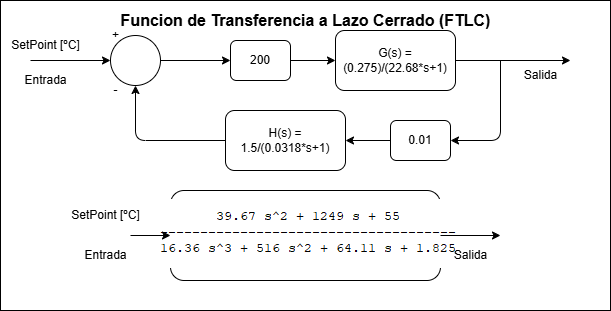 Funcion de Transferencia a Lazo Cerrado (FTLC)
+
SetPoint [ºC]
Entrada
-
200
G(s) =
(0.275)/(22.68*s+1)
Salida
H(s) =
1.5/(0.0318*s+1)
0.01
SetPoint [ºC]
Entrada
39.67 s^2 + 1249 s + 55
---------------------------------
16.36 s^3 + 516 s^2 + 64.11 s + 1.825
Salida